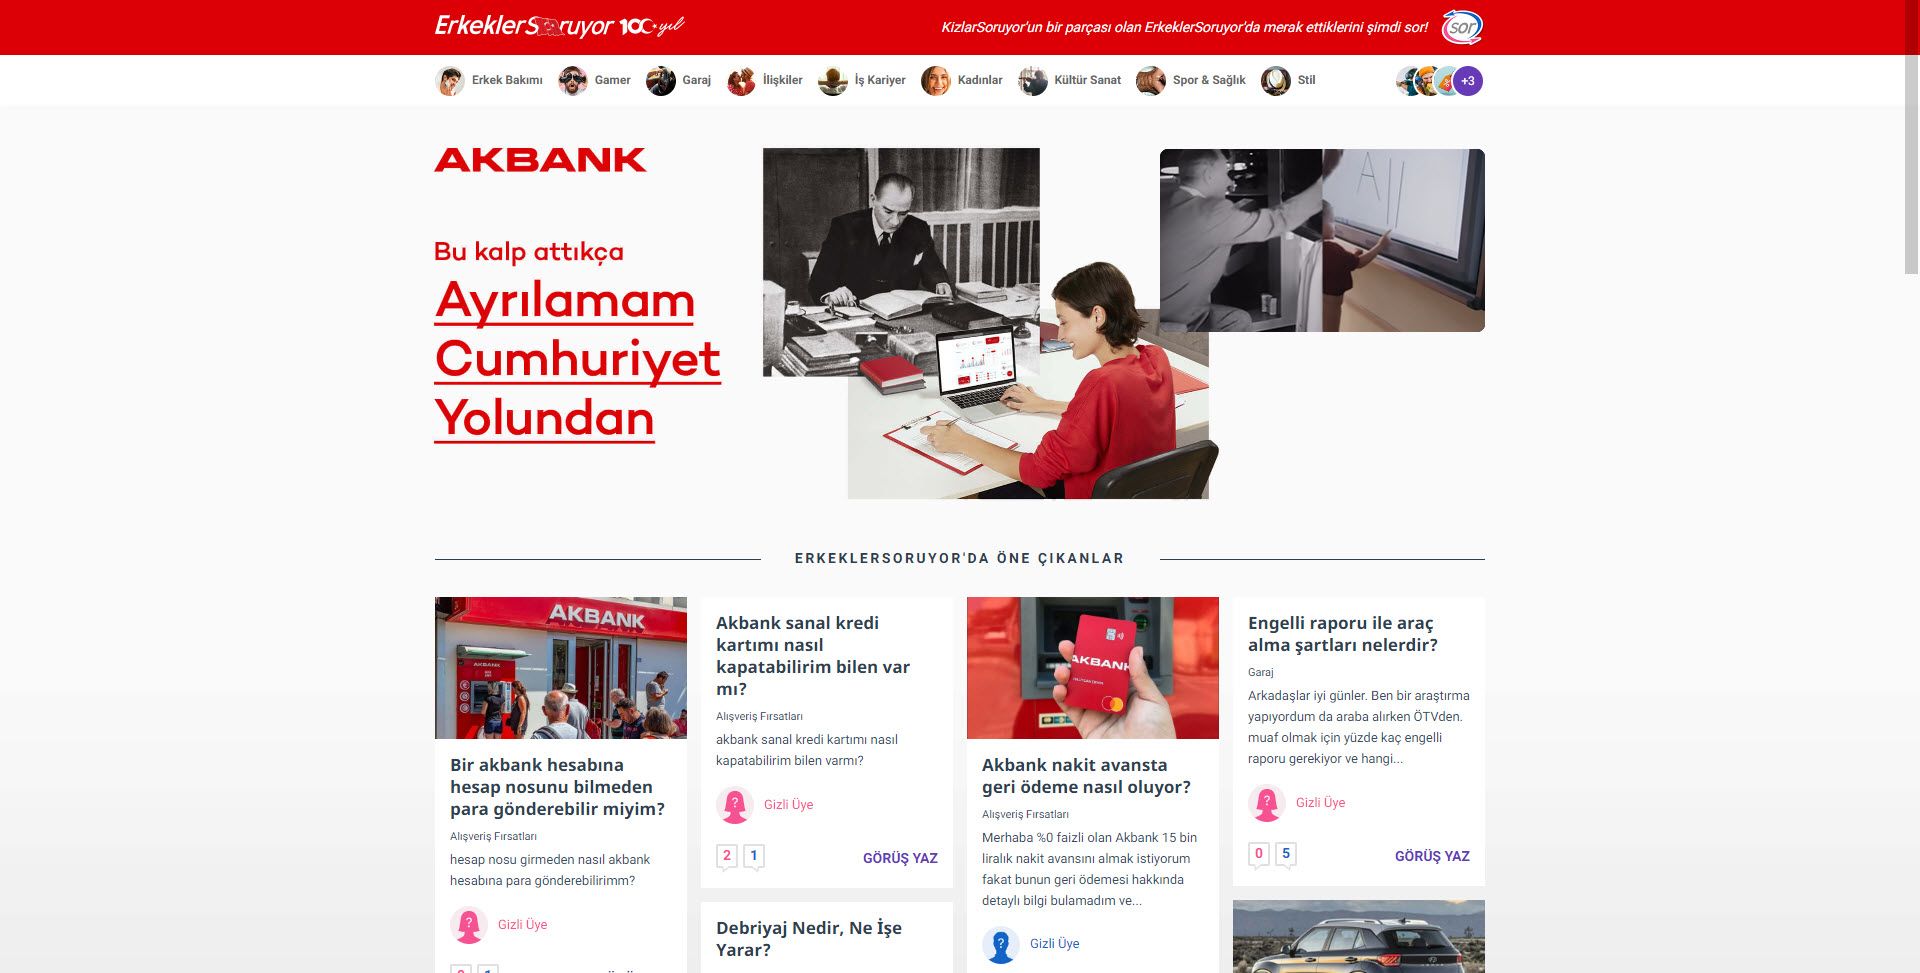 ErkeklerSoruyor 100.yıl
KizlarSoruyor'un bir parçası olan ErkeklerSoruyor'da merak ettiklerini şimdi sor!
sor
Erkek Bakımı
Gamer
Garaj
İlişkiler
İş Kariyer
Kadınlar
Kültür Sanat
Spor & Sağlık
Stil
+3
AKBANK
Bu kalp attıkça
Ayrılamam
Cumhuriyet
Yolundan
ERKEKLERSORUYOR'DA ÖNE ÇIKANLAR
AKBANK
AKBANK
Bir akbank hesabına
hesap nosunu bilmeden
para gönderebilir miyim?
Alışveriş Fırsatları
hesap nosu girmeden nasıl akbank
hesabına para gönderebilirimm?
Gizli Üye
Akbank sanal kredi
kartımı nasıl
kapatabilirim bilen var
mı?
Alışveriş Fırsatları
akbank sanal kredi kartımı nasıl
kapatabilirim bilen varmı?
Gizli Üye
2 1 GÖRÜŞ YAZ
Debriyaj Nedir, Ne İşe
Yarar?
AKBANK
Akbank nakit avansta
geri ödeme nasıl oluyor?
Alışveriş Fırsatları
Merhaba %0 faizli olan Akbank 15 bin
liralık nakit avansını almak istiyorum
fakat bunun geri ödemesi hakkında
detaylı bilgi bulamadım ve...
Gizli Üye
Engelli raporu ile araç
alma şartları nelerdir?
Garaj
Arkadaşlar iyi günler. Ben bir araştırma
yapıyordum da araba alırken ÖTVden.
muaf olmak için yüzde kaç engelli
raporu gerekiyor ve hangi...
Gizli Üye
0 5 GÖRÜŞ YAZ